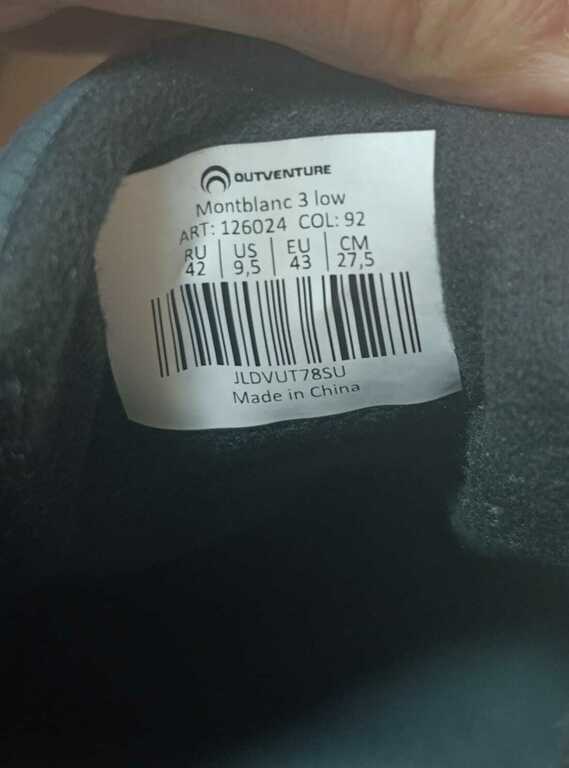 OUTVENTURE
Montblanc 3 low
ART: 126024 COL: 92
RU US EU CM
42 9,5 43 27,5
JLDVUT78SU
Made in China